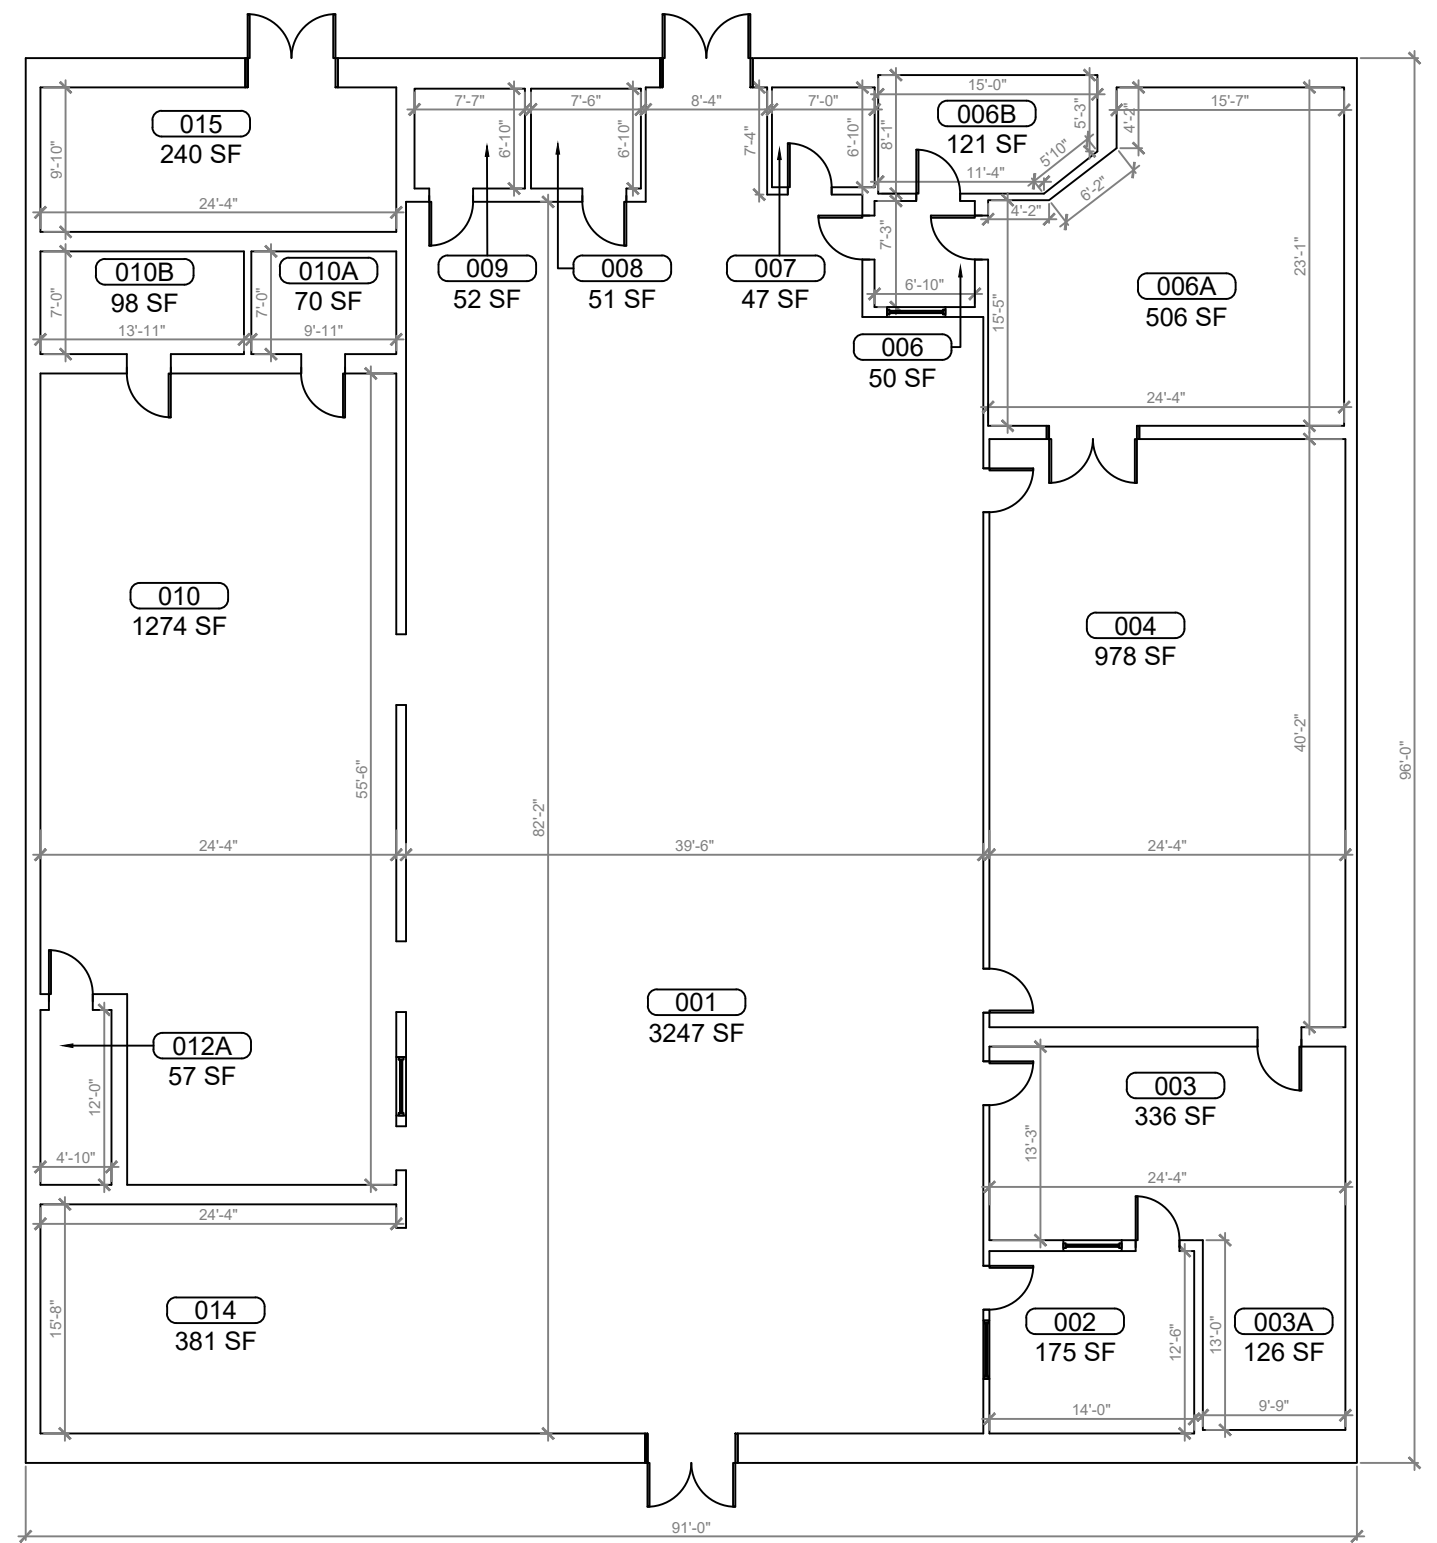 7'-7"
7'-6"
8'-4"
7'-0"
15'-0"
15'-7"
015
240 SF
9'-10"
24'-4"
6'-10"
6'-10"
7'-4"
6'-10"
8'-1"
006B
121 SF
5'-3"
4'-2"
11'-4"
5'10"
6'-2"
4'-2"
010B
98 SF
7'-0"
13'-11"
010A
70 SF
7'-0"
9'-11"
009
52 SF
008
51 SF
007
47 SF
7'-3"
6'-10"
006
50 SF
15'-5"
006A
506 SF
23'-1"
24'-4"
010
1274 SF
004
978 SF
55'-6"
82'-2"
40'-2"
96'-0"
24'-4"
39'-6"
24'-4"
001
3247 SF
012A
57 SF
12'-0"
4'-10"
003
336 SF
13'-3"
24'-4"
24'-4"
014
381 SF
15'-8"
002
175 SF
12'-6"
14'-0"
003A
126 SF
13'-0"
9'-9"
91'-0"